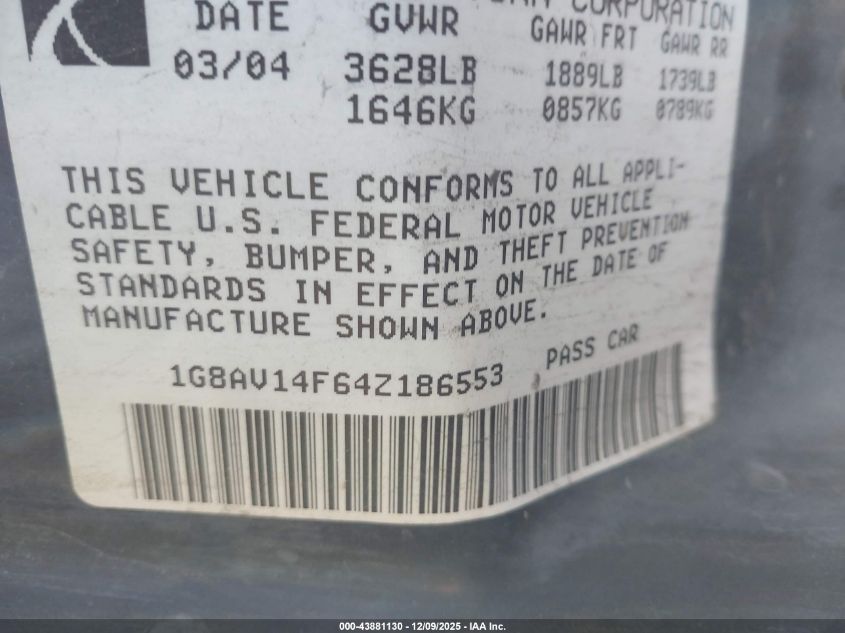 CORPORATION
DATE GVWR GAWR FRT GAWR RR
03/04 3628LB 1889LB 1739LB
1646KG 0857KG 0789KG
THIS VEHICLE CONFORMS TO ALL APPLI-
CABLE U.S. FEDERAL MOTOR VEHICLE
SAFETY, BUMPER, AND THEFT PREVENTION
STANDARDS IN EFFECT ON THE DATE OF
MANUFACTURE SHOWN ABOVE.
1G8AV14F64Z186553 PASS CAR
000-43881130 - 12/09/2025 - IAA Inc.